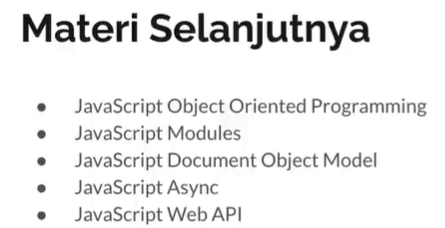 Materi Selanjutnya
● JavaScript Object Oriented Programming
● JavaScript Modules
● JavaScript Document Object Model
● JavaScript Async
● JavaScript Web API